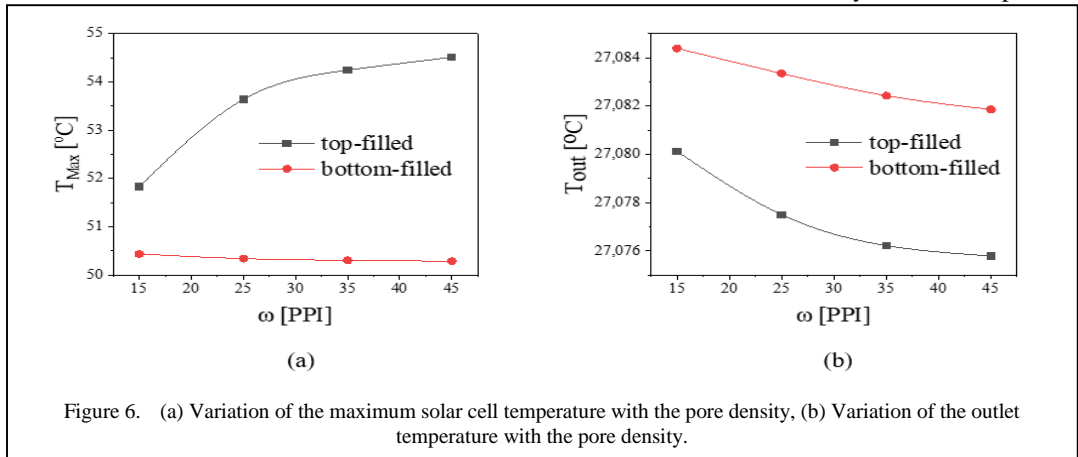 55
54
53
52
51
50
T_Max [⁰C]
top-filled
bottom-filled
15 20 25 30 35 40 45
ω [PPI]
(a)
27,084
27,082
27,080
27,078
27,076
Tout [⁰C]
top-filled
bottom-filled
15 20 25 30 35 40 45
ω [PPI]
(b)
Figure 6. (a) Variation of the maximum solar cell temperature with the pore density, (b) Variation of the outlet
temperature with the pore density.